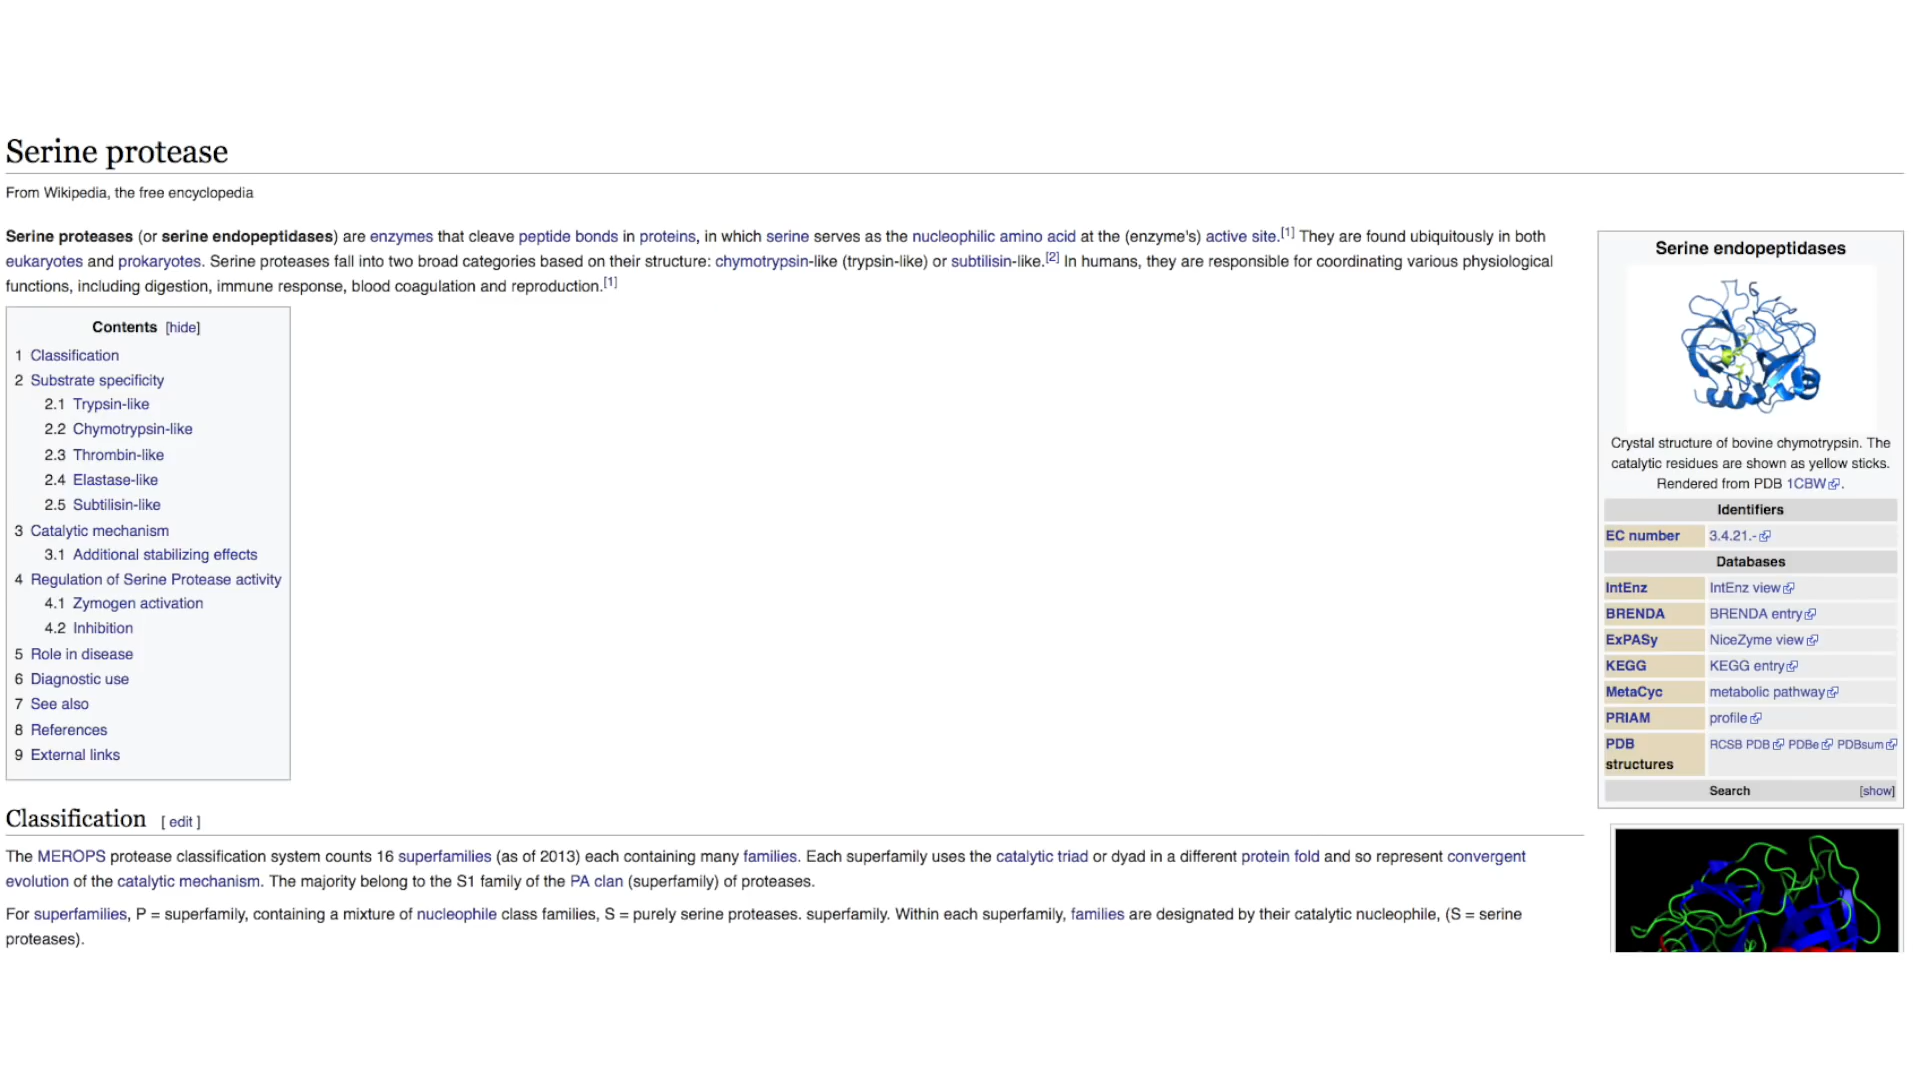 Serine protease
From Wikipedia, the free encyclopedia
Serine proteases (or serine endopeptidases) are enzymes that cleave peptide bonds in proteins, in which serine serves as the nucleophilic amino acid at the (enzyme's) active site.[1] They are found ubiquitously in both
eukaryotes and prokaryotes. Serine proteases fall into two broad categories based on their structure: chymotrypsin-like (trypsin-like) or subtilisin-like.[2] In humans, they are responsible for coordinating various physiological
functions, including digestion, immune response, blood coagulation and reproduction.[1]
Contents [hide]
1 Classification
2 Substrate specificity
2.1 Trypsin-like
2.2 Chymotrypsin-like
2.3 Thrombin-like
2.4 Elastase-like
2.5 Subtilisin-like
3 Catalytic mechanism
3.1 Additional stabilizing effects
4 Regulation of Serine Protease activity
4.1 Zymogen activation
4.2 Inhibition
5 Role in disease
6 Diagnostic use
7 See also
8 References
9 External links
Classification [ edit ]
The MEROPS protease classification system counts 16 superfamilies (as of 2013) each containing many families. Each superfamily uses the catalytic triad or dyad in a different protein fold and so represent convergent
evolution of the catalytic mechanism. The majority belong to the S1 family of the PA clan (superfamily) of proteases.
For superfamilies, P = superfamily, containing a mixture of nucleophile class families, S = purely serine proteases. superfamily. Within each superfamily, families are designated by their catalytic nucleophile, (S = serine
proteases).
Serine endopeptidases
Crystal structure of bovine chymotrypsin. The
catalytic residues are shown as yellow sticks.
Rendered from PDB 1CBW.
Identifiers
EC number 3.4.21.-
Databases
IntEnz IntEnz view
BRENDA BRENDA entry
ExPASy NiceZyme view
KEGG KEGG entry
MetaCyc metabolic pathway
PRIAM profile
PDB RCSB PDB PDBe PDBsum
structures
Search [show]